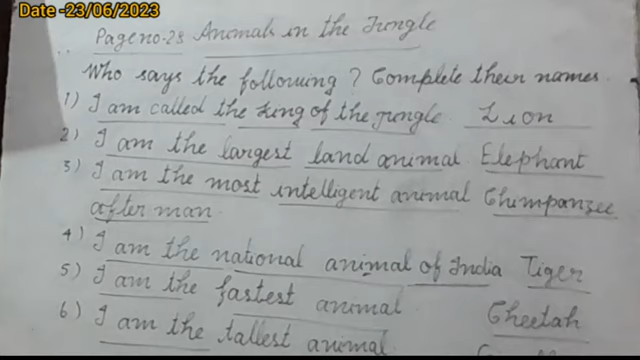 Date -23/06/2023
Page no-23 Animals in the Jungle
Who says the following? Complete their names.
1) I am called the king of the jungle. Lion
2) I am the largest land animal. Elephant
3) I am the most intelligent animal Chimpanzee
after man.
4) I am the national animal of India Tiger
5) I am the fastest animal Cheetah
6) I am the tallest animal.